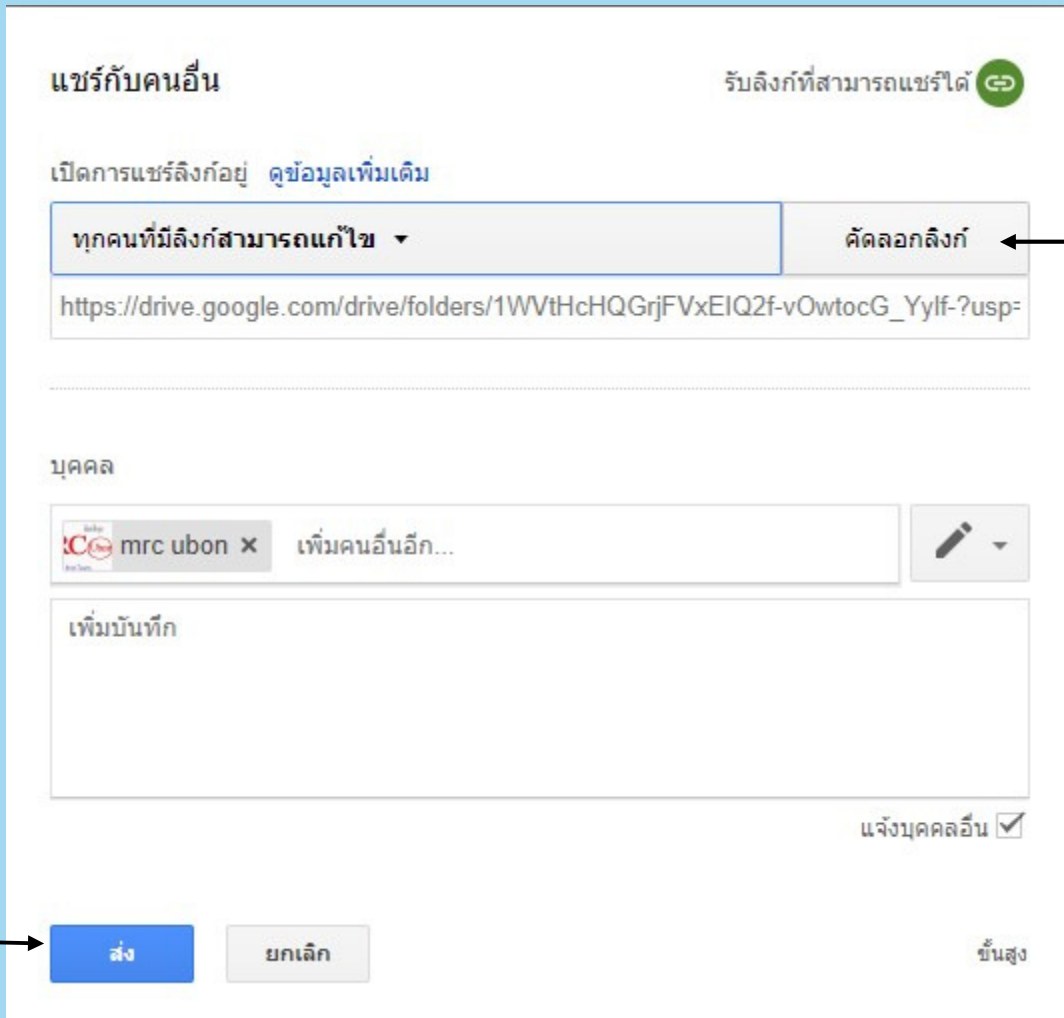 แชร์กับคนอื่น
รับลิงก์ที่สามารถแชร์ได้
เปิดการแชร์ลิงก์อยู่ ดูข้อมูลเพิ่มเติม
ทุกคนที่มีลิงก์สามารถแก้ไข
คัดลอกลิงก์
https://drive.google.com/drive/folders/1WVtHcHQGrjFVxEIQ2f-vOwtocG_Yylf-?usp=
บุคคล
mrc ubon × เพิ่มคนอื่นอีก...
เพิ่มบันทึก
แจ้งบุคคลอื่น
ส่ง
ยกเลิก
ขั้นสูง